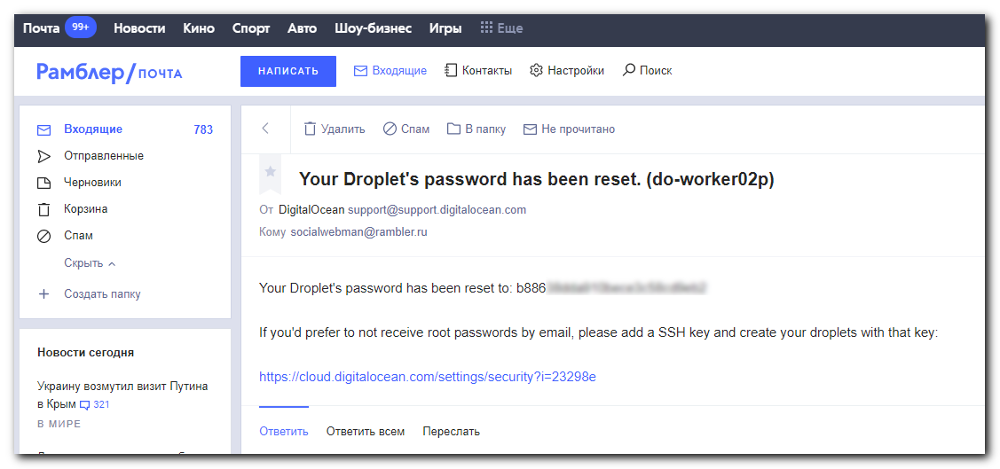 Почта 99+ Новости Кино Спорт Авто Шоу-бизнес Игры Еще
Рамблер/ПОЧТА НАПИСАТЬ Входящие Контакты Настройки Поиск
Входящие 783
Отправленные
Черновики
Корзина
Спам
Скрыть
Создать папку
Новости сегодня
Украину возмутил визит Путина
в Крым 321
В МИРЕ
Удалить Спам В папку Не прочитано
Your Droplet's password has been reset. (do-worker02p)
От DigitalOcean support@support.digitalocean.com
Кому socialwebman@rambler.ru
Your Droplet's password has been reset to: b886
If you'd prefer to not receive root passwords by email, please add a SSH key and create your droplets with that key:
https://cloud.digitalocean.com/settings/security?i=23298e
Ответить Ответить всем Переслать